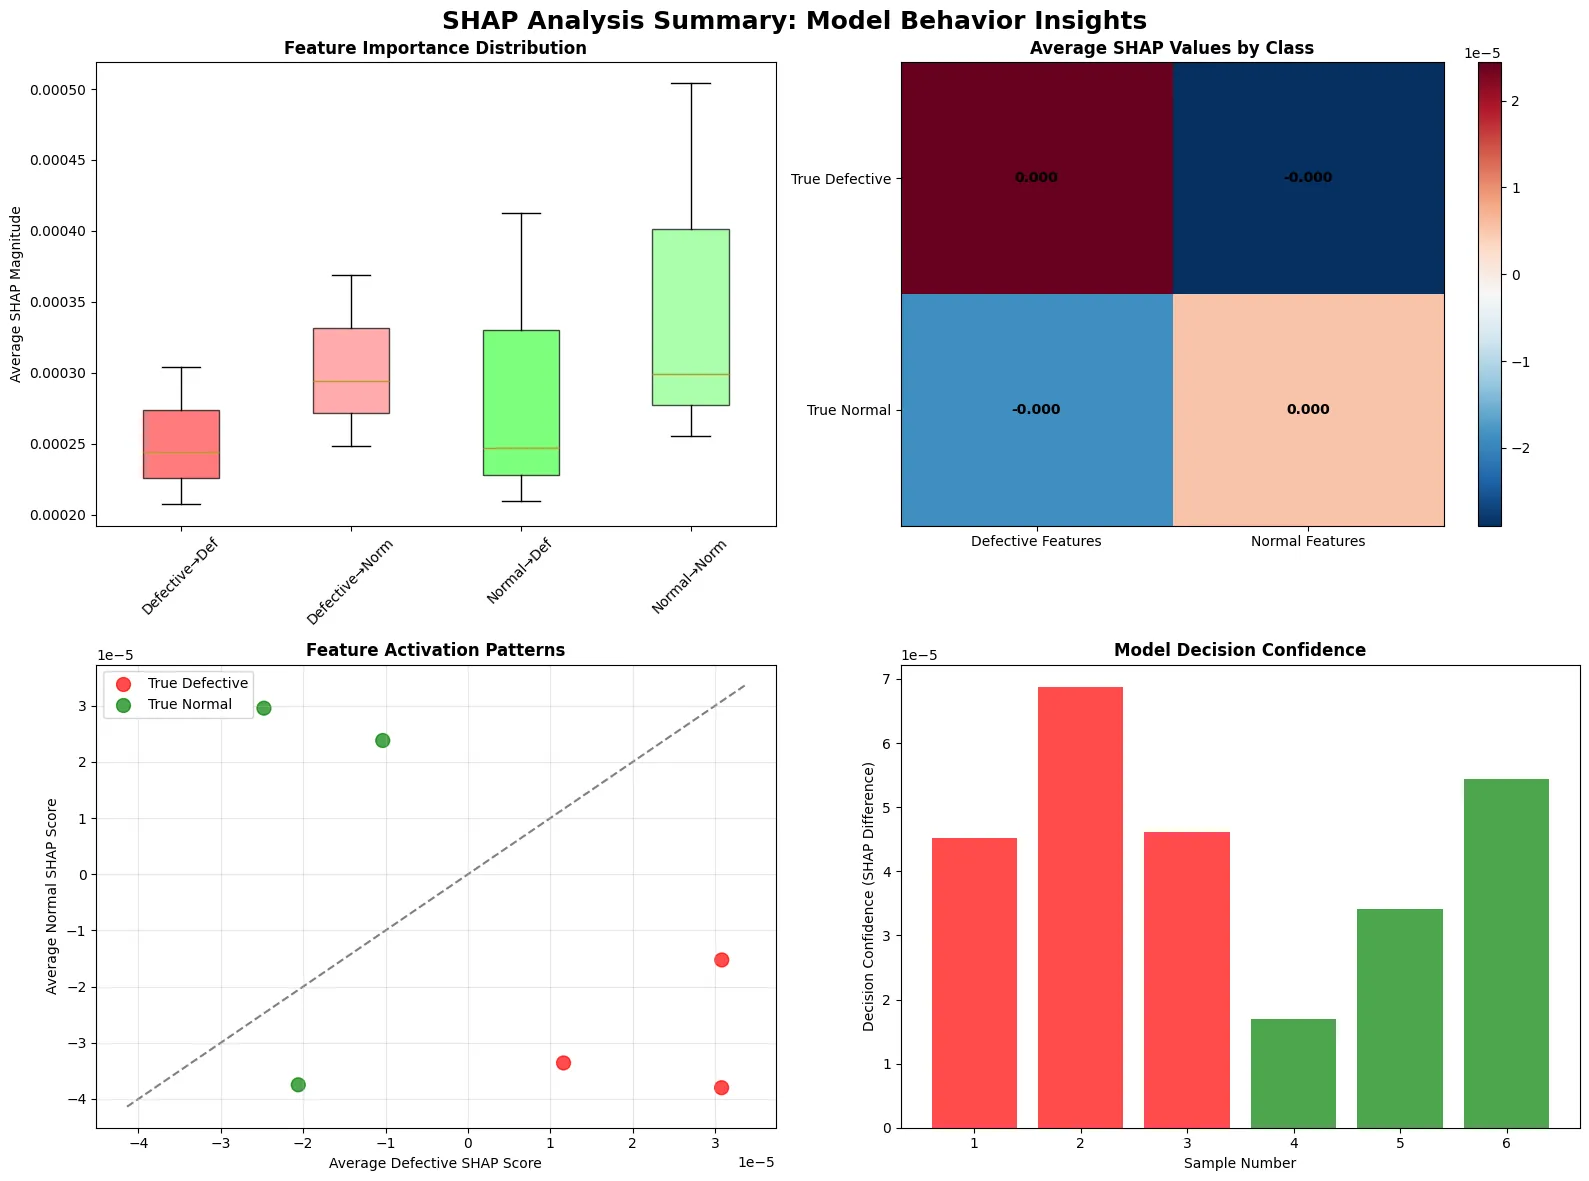 SHAP Analysis Summary: Model Behavior Insights
Feature Importance Distribution
Average SHAP Magnitude
0.00050
0.00045
0.00040
0.00035
0.00030
0.00025
0.00020
Defective→Def
Defective→Norm
Normal→Def
Normal→Norm
Average SHAP Values by Class
1e−5
True Defective
True Normal
0.000
-0.000
-0.000
0.000
Defective Features
Normal Features
2
1
0
−1
−2
Feature Activation Patterns
1e−5
True Defective
True Normal
Average Normal SHAP Score
3
2
1
0
−1
−2
−3
−4
−4
−3
−2
−1
0
1
2
3
Average Defective SHAP Score
1e−5
Model Decision Confidence
1e−5
Decision Confidence (SHAP Difference)
7
6
5
4
3
2
1
0
1
2
3
4
5
6
Sample Number